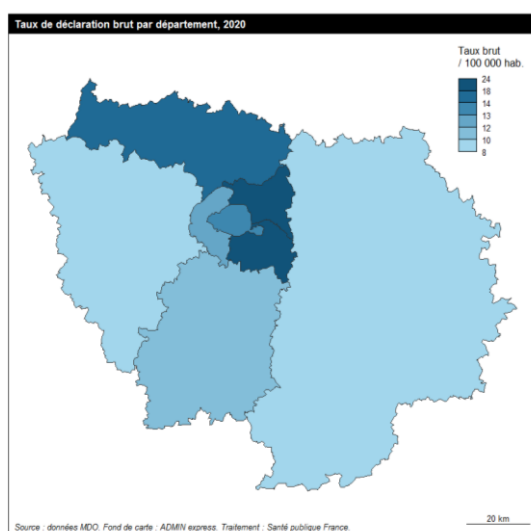 Taux de déclaration brut par département, 2020
Taux brut
/ 100 000 hab.
24
18
14
13
12
10
8
20 km
Source : données MDO. Fond de carte : ADMIN express. Traitement : Santé publique France.